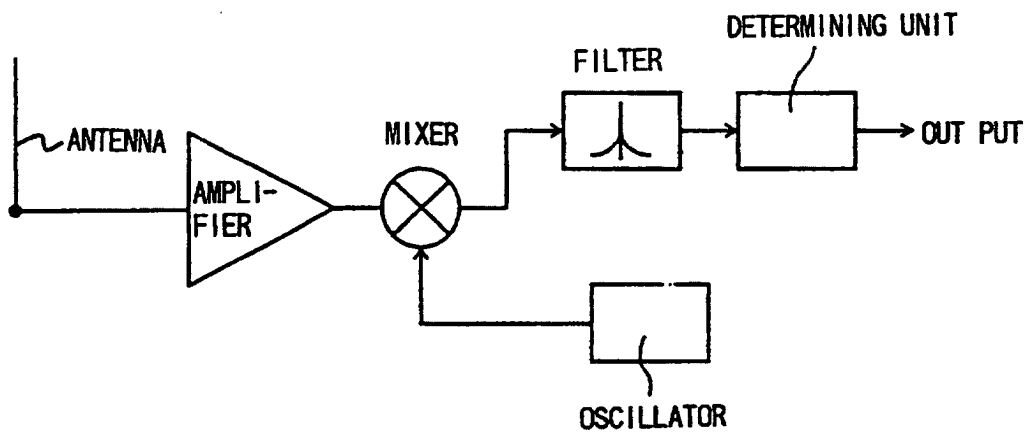 DETERMINING UNIT
FILTER
MIXER
ANTENNA
OUT PUT
AMPLI-
FIER
OSCILLATOR